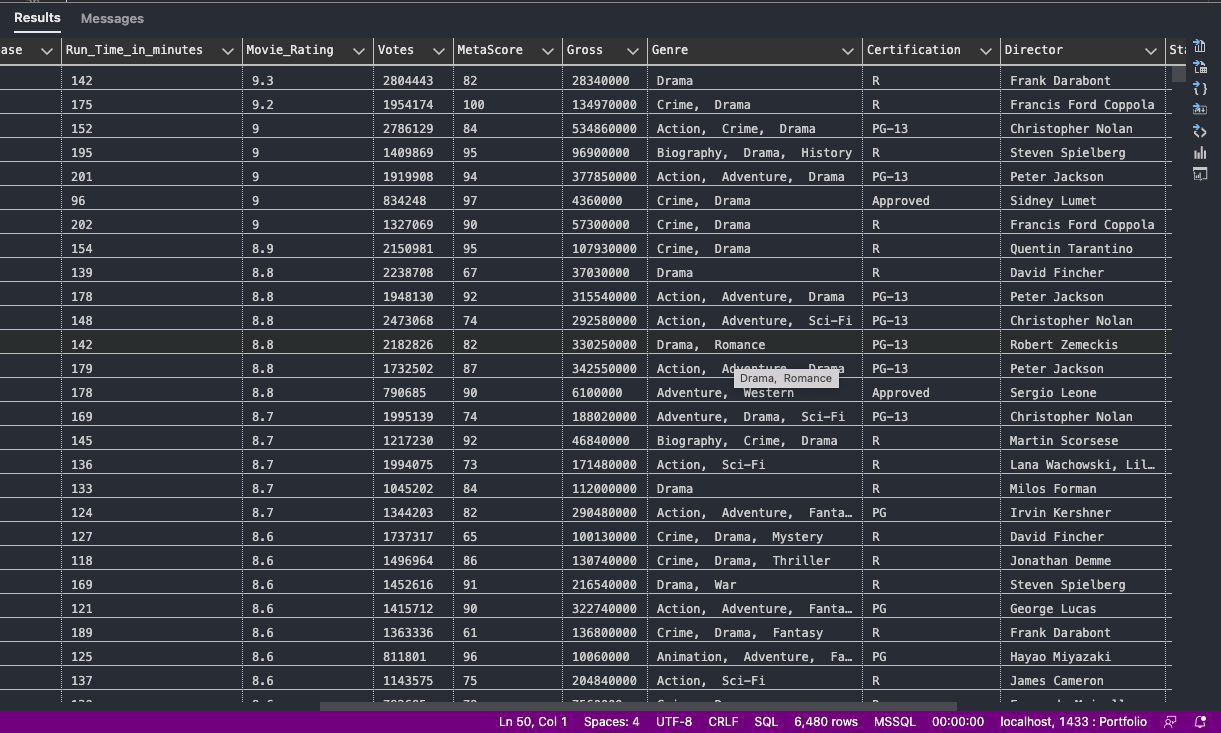 Results Messages
ase Run_Time_in_minutes Movie_Rating Votes MetaScore Gross Genre Certification Director Sta
142 9.3 2804443 82 28340000 Drama R Frank Darabont
175 9.2 1954174 100 134970000 Crime, Drama R Francis Ford Coppola
152 9 2786129 84 534860000 Action, Crime, Drama PG-13 Christopher Nolan
195 9 1409869 95 96900000 Biography, Drama, History R Steven Spielberg
201 9 1919908 94 377850000 Action, Adventure, Drama PG-13 Peter Jackson
96 9 834248 97 4360000 Crime, Drama Approved Sidney Lumet
202 9 1327069 90 57300000 Crime, Drama R Francis Ford Coppola
154 8.9 2150981 95 107930000 Crime, Drama R Quentin Tarantino
139 8.8 2238708 67 37030000 Drama R David Fincher
178 8.8 1948130 92 315540000 Action, Adventure, Drama PG-13 Peter Jackson
148 8.8 2473068 74 292580000 Action, Adventure, Sci-Fi PG-13 Christopher Nolan
142 8.8 2182826 82 330250000 Drama, Romance PG-13 Robert Zemeckis
179 8.8 1732502 87 342550000 Action, Adventure, Drama PG-13 Peter Jackson
Drama, Romance
178 8.8 790685 90 6100000 Adventure, Western Approved Sergio Leone
169 8.7 1995139 74 188020000 Adventure, Drama, Sci-Fi PG-13 Christopher Nolan
145 8.7 1217230 92 46840000 Biography, Crime, Drama R Martin Scorsese
136 8.7 1994075 73 171480000 Action, Sci-Fi R Lana Wachowski, Lil…
133 8.7 1045202 84 112000000 Drama R Milos Forman
124 8.7 1344203 82 290480000 Action, Adventure, Fanta… PG Irvin Kershner
127 8.6 1737317 65 100130000 Crime, Drama, Mystery R David Fincher
118 8.6 1496964 86 130740000 Crime, Drama, Thriller R Jonathan Demme
169 8.6 1452616 91 216540000 Drama, War R Steven Spielberg
121 8.6 1415712 90 322740000 Action, Adventure, Fanta… PG George Lucas
189 8.6 1363336 61 136800000 Crime, Drama, Fantasy R Frank Darabont
125 8.6 811801 96 10060000 Animation, Adventure, Fa… PG Hayao Miyazaki
137 8.6 1143575 75 204840000 Action, Sci-Fi R James Cameron
Ln 50, Col 1 Spaces: 4 UTF-8 CRLF SQL 6,480 rows MSSQL 00:00:00 localhost, 1433 : Portfolio